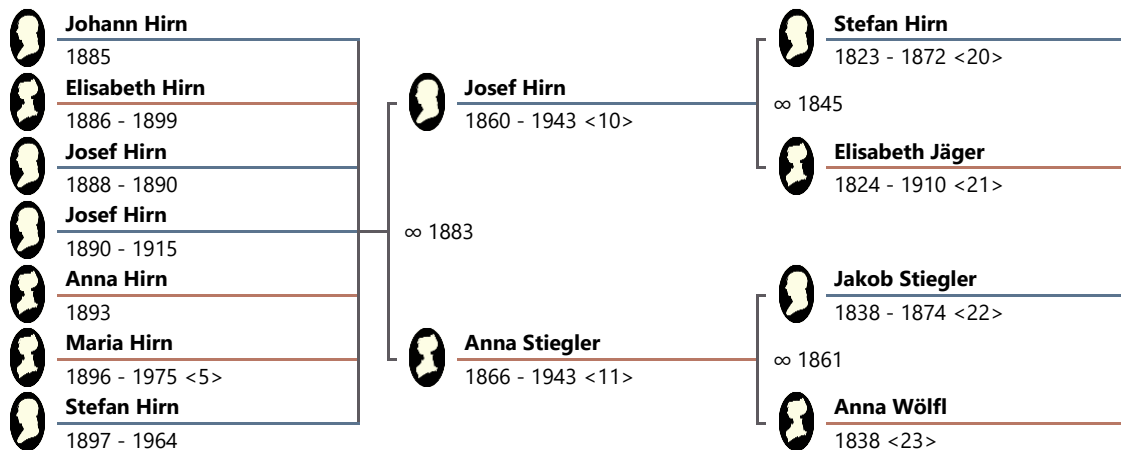 Johann Hirn
1885
Elisabeth Hirn
1886 - 1899
Josef Hirn
1888 - 1890
Josef Hirn
1890 - 1915
Anna Hirn
1893
Maria Hirn
1896 - 1975 <5>
Stefan Hirn
1897 - 1964
Josef Hirn
1860 - 1943 <10>
∞ 1883
Anna Stiegler
1866 - 1943 <11>
Stefan Hirn
1823 - 1872 <20>
∞ 1845
Elisabeth Jäger
1824 - 1910 <21>
Jakob Stiegler
1838 - 1874 <22>
∞ 1861
Anna Wölfl
1838 <23>